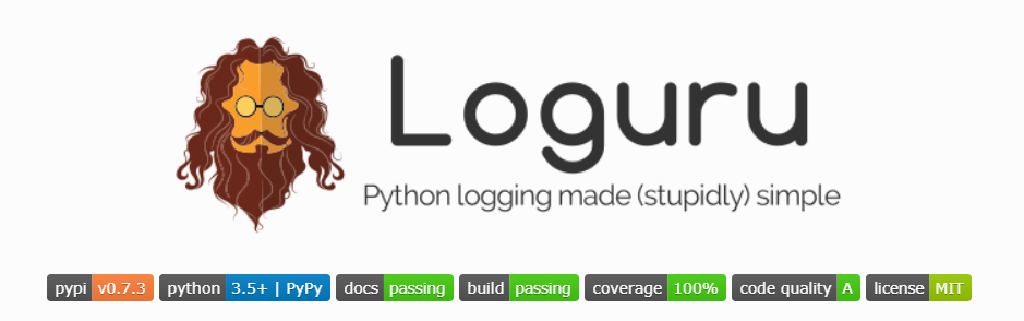 Loguru
Python logging made (stupidly) simple
pypi v0.7.3 python 3.5+ | PyPy docs passing build passing coverage 100% code quality A license MIT